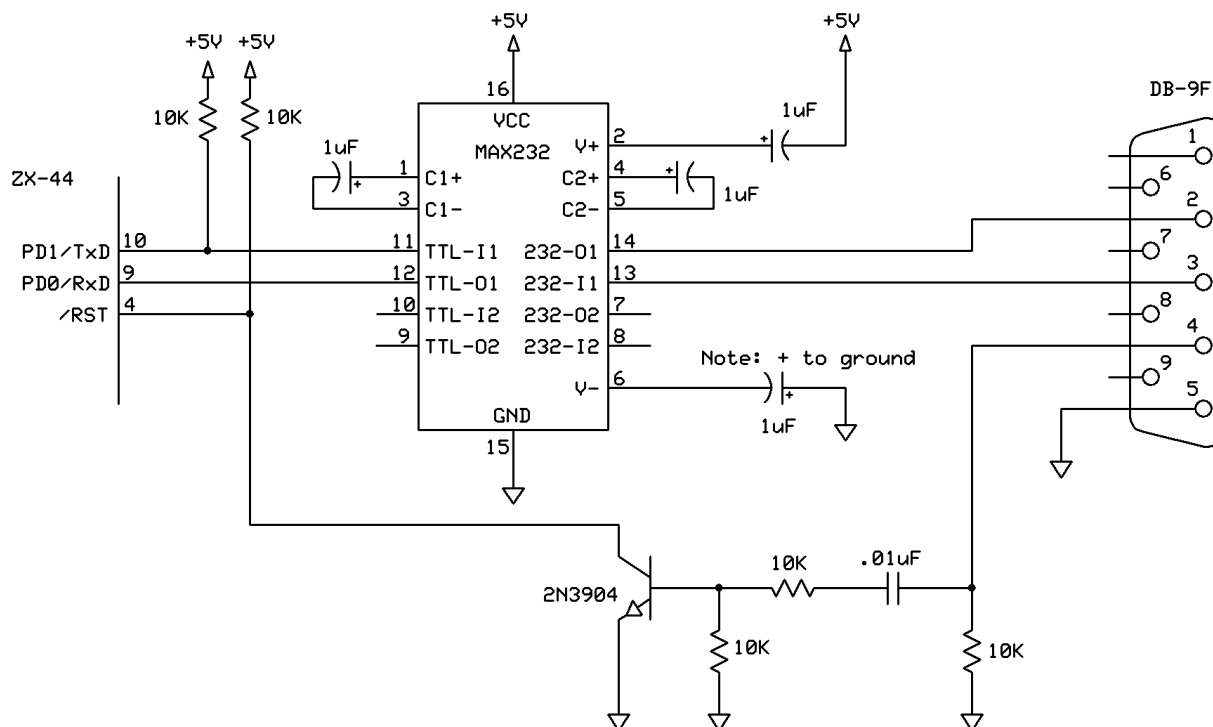 +5V
+5V
+5V +5V
16
DB-9F
10K
10K
VCC
1uF
2
V+
MAX232
1
1uF
1
C1+
C2+
4
ZX-44
6
3
C1-
C2-
5
1uF
2
PD1/TxD
10
11
TTL-I1
232-O1
14
7
PD0/RxD
9
12
TTL-O1
232-I1
13
3
/RST
4
10
TTL-I2
232-O2
7
8
9
TTL-O2
232-I2
8
4
Note: + to ground
9
V-
6
5
GND
1uF
15
10K
.01uF
2N3904
10K
10K